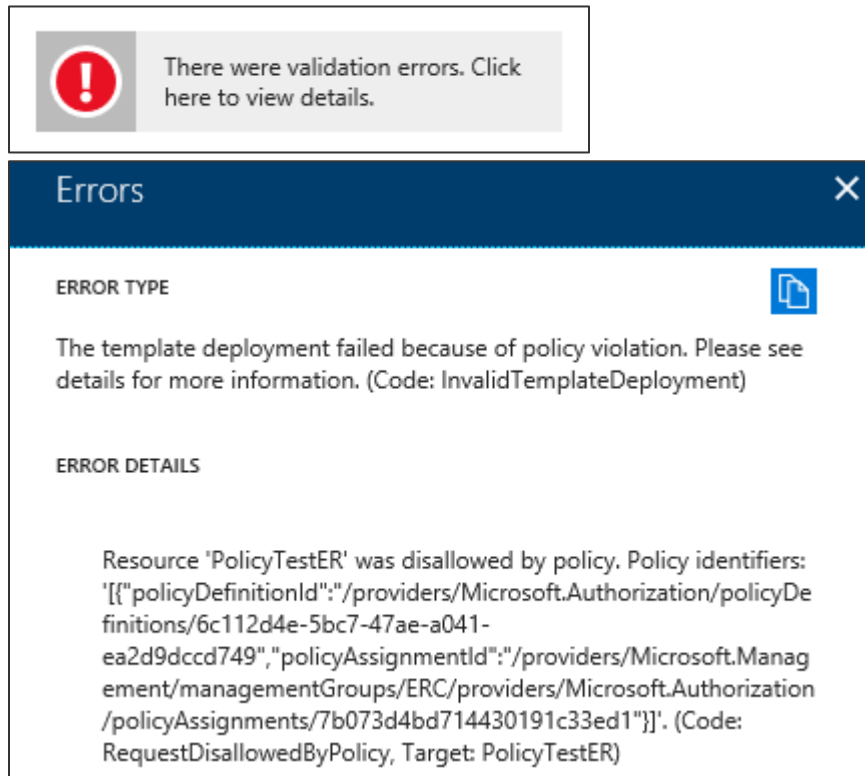 There were validation errors. Click
here to view details.
Errors
ERROR TYPE
The template deployment failed because of policy violation. Please see
details for more information. (Code: InvalidTemplateDeployment)
ERROR DETAILS
Resource 'PolicyTestER' was disallowed by policy. Policy identifiers:
'[{"policyDefinitionId":"/providers/Microsoft.Authorization/policyDe
finitions/6c112d4e-5bc7-47ae-a041-
ea2d9dccd749","policyAssignmentId":"/providers/Microsoft.Manag
ement/managementGroups/ERC/providers/Microsoft.Authorization
/policyAssignments/7b073d4bd714430191c33ed1"}]'. (Code:
RequestDisallowedByPolicy, Target: PolicyTestER)